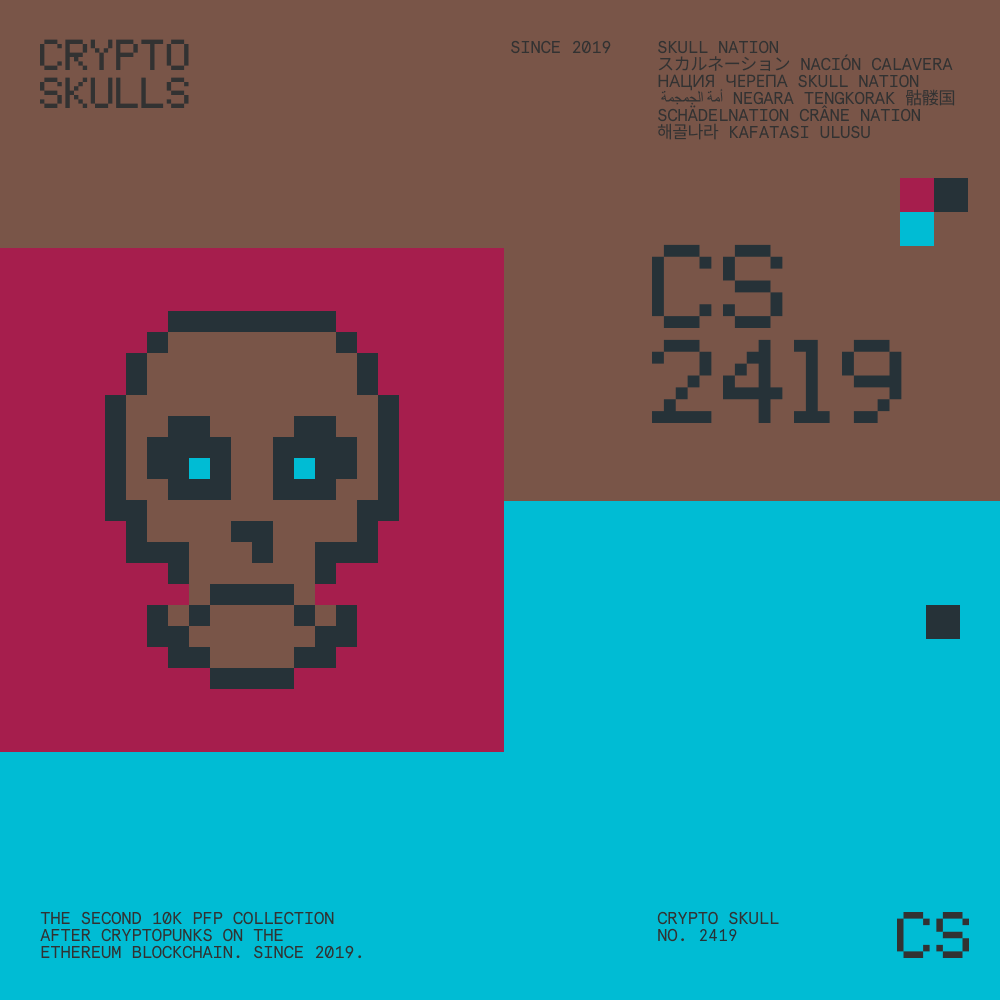 CRYPTO
SKULLS
SINCE 2019
SKULL NATION
スカルネーション NACIÓN CALAVERA
НАЦИЯ ЧЕРЕПА SKULL NATION
أمة الجمجمة NEGARA TENGKORAK 骷髅国
SCHÄDELNATION CRÂNE NATION
해골나라 KAFATASI ULUSU
CS
2419
THE SECOND 10K PFP COLLECTION
AFTER CRYPTOPUNKS ON THE
ETHEREUM BLOCKCHAIN. SINCE 2019.
CRYPTO SKULL
NO. 2419
CS